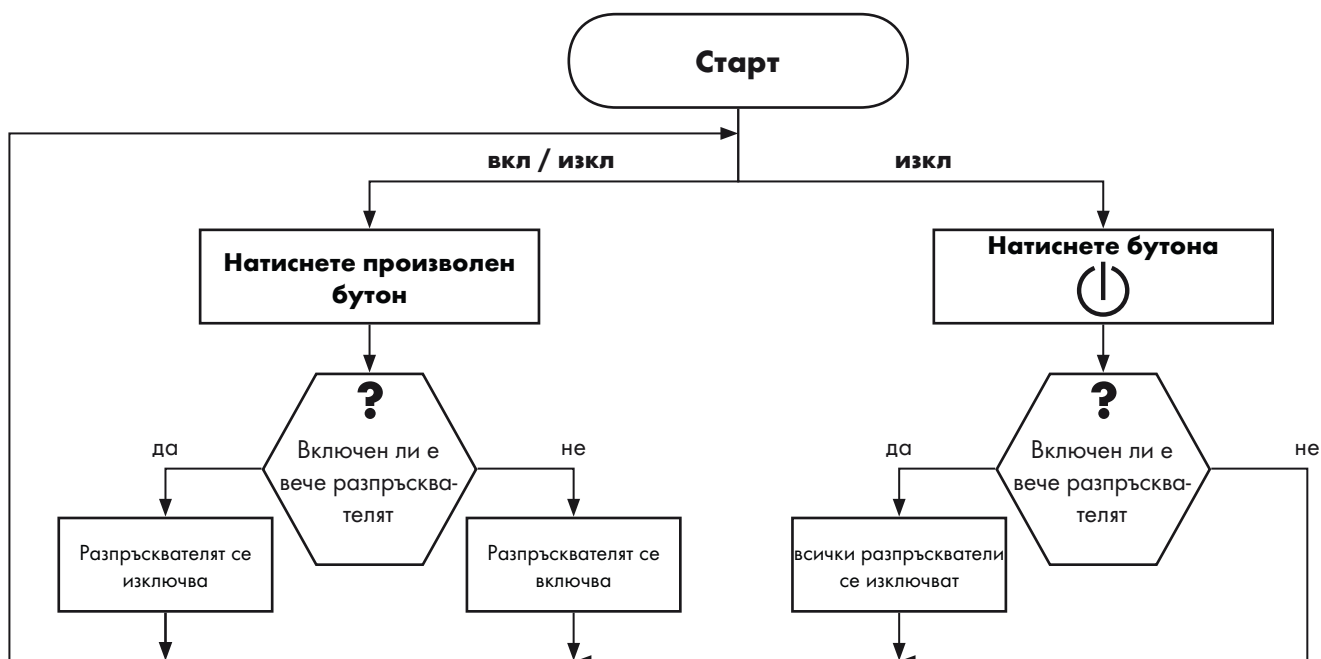 Старт
вкл / изкл
изкл
Натиснете произволен
бутон
Натиснете бутона
?
Включен ли е
вече разпръсква-
телят
да
не
Разпръсквателят се
изключва
Разпръсквателят се
включва
?
Включен ли е
вече разпръсква-
телят
да
не
всички разпръскватели
се изключват